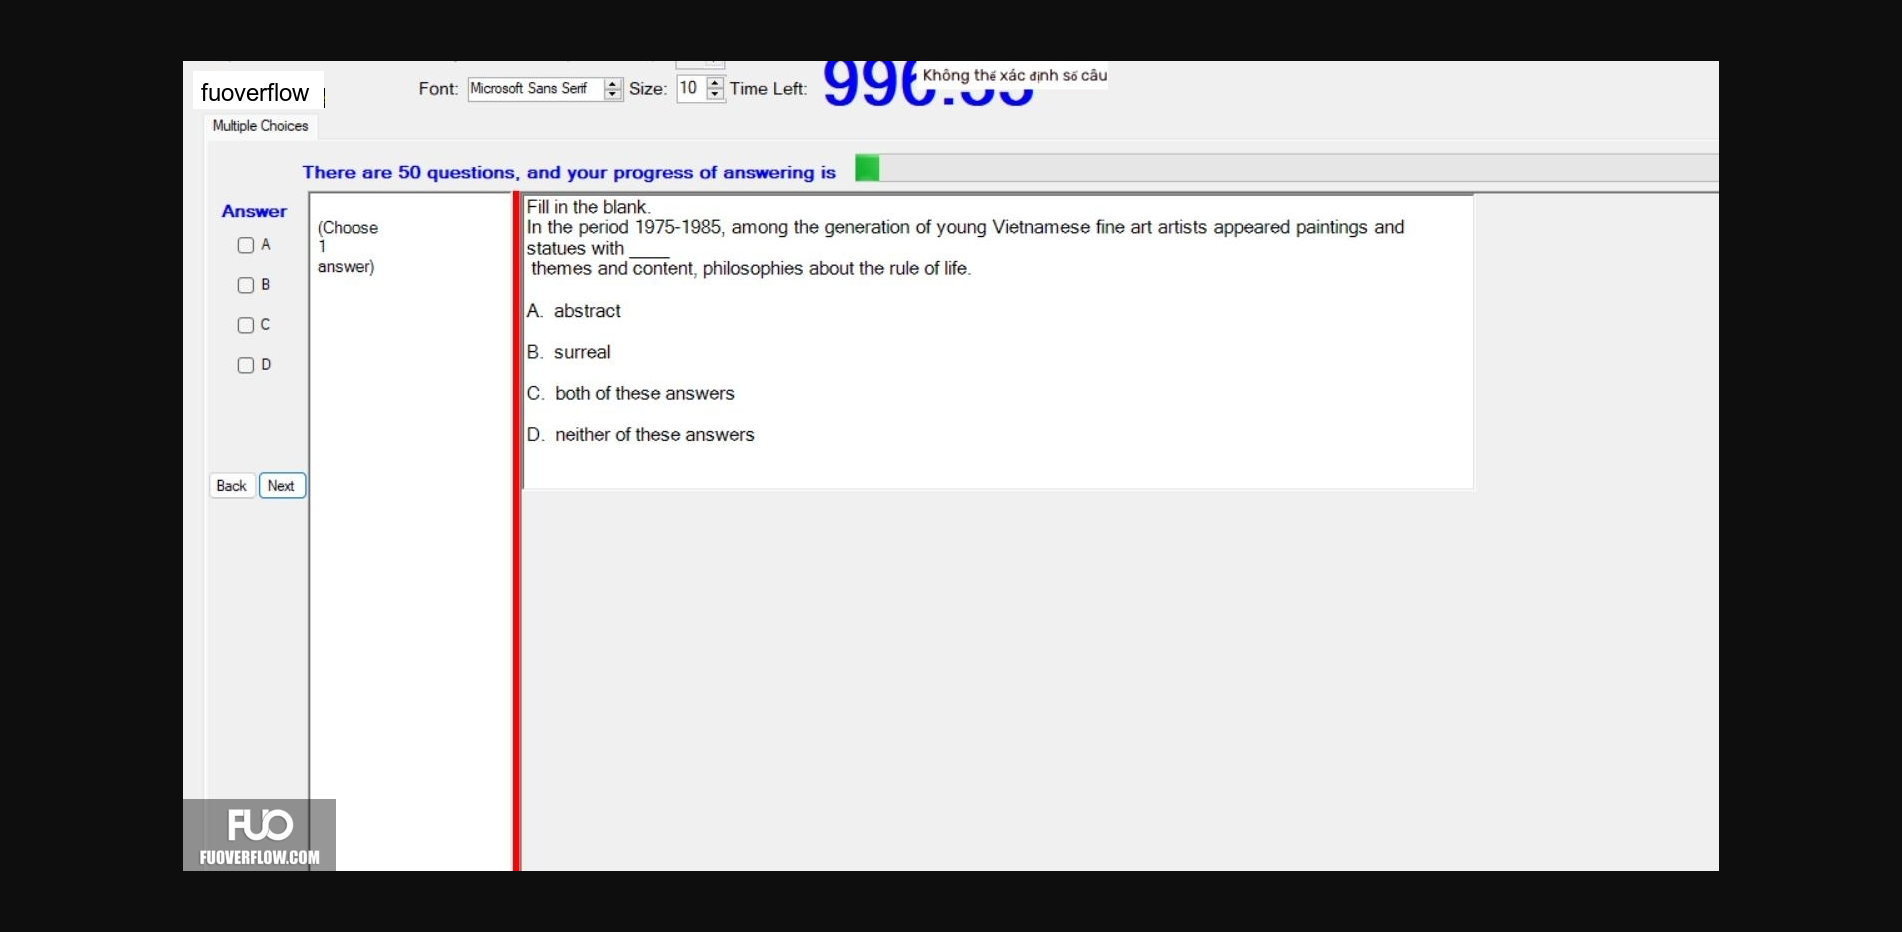 fuoverflow
Font: Microsoft Sans Serif Size: 10 Time Left:
Không thể xác định số câu
Multiple Choices
There are 50 questions, and your progress of answering is
Answer
A
B
C
D
Back Next
(Choose
1
answer)
Fill in the blank.
In the period 1975-1985, among the generation of young Vietnamese fine art artists appeared paintings and
statues with ____
themes and content, philosophies about the rule of life.
A. abstract
B. surreal
C. both of these answers
D. neither of these answers
FUO
FUOVERFLOW.COM